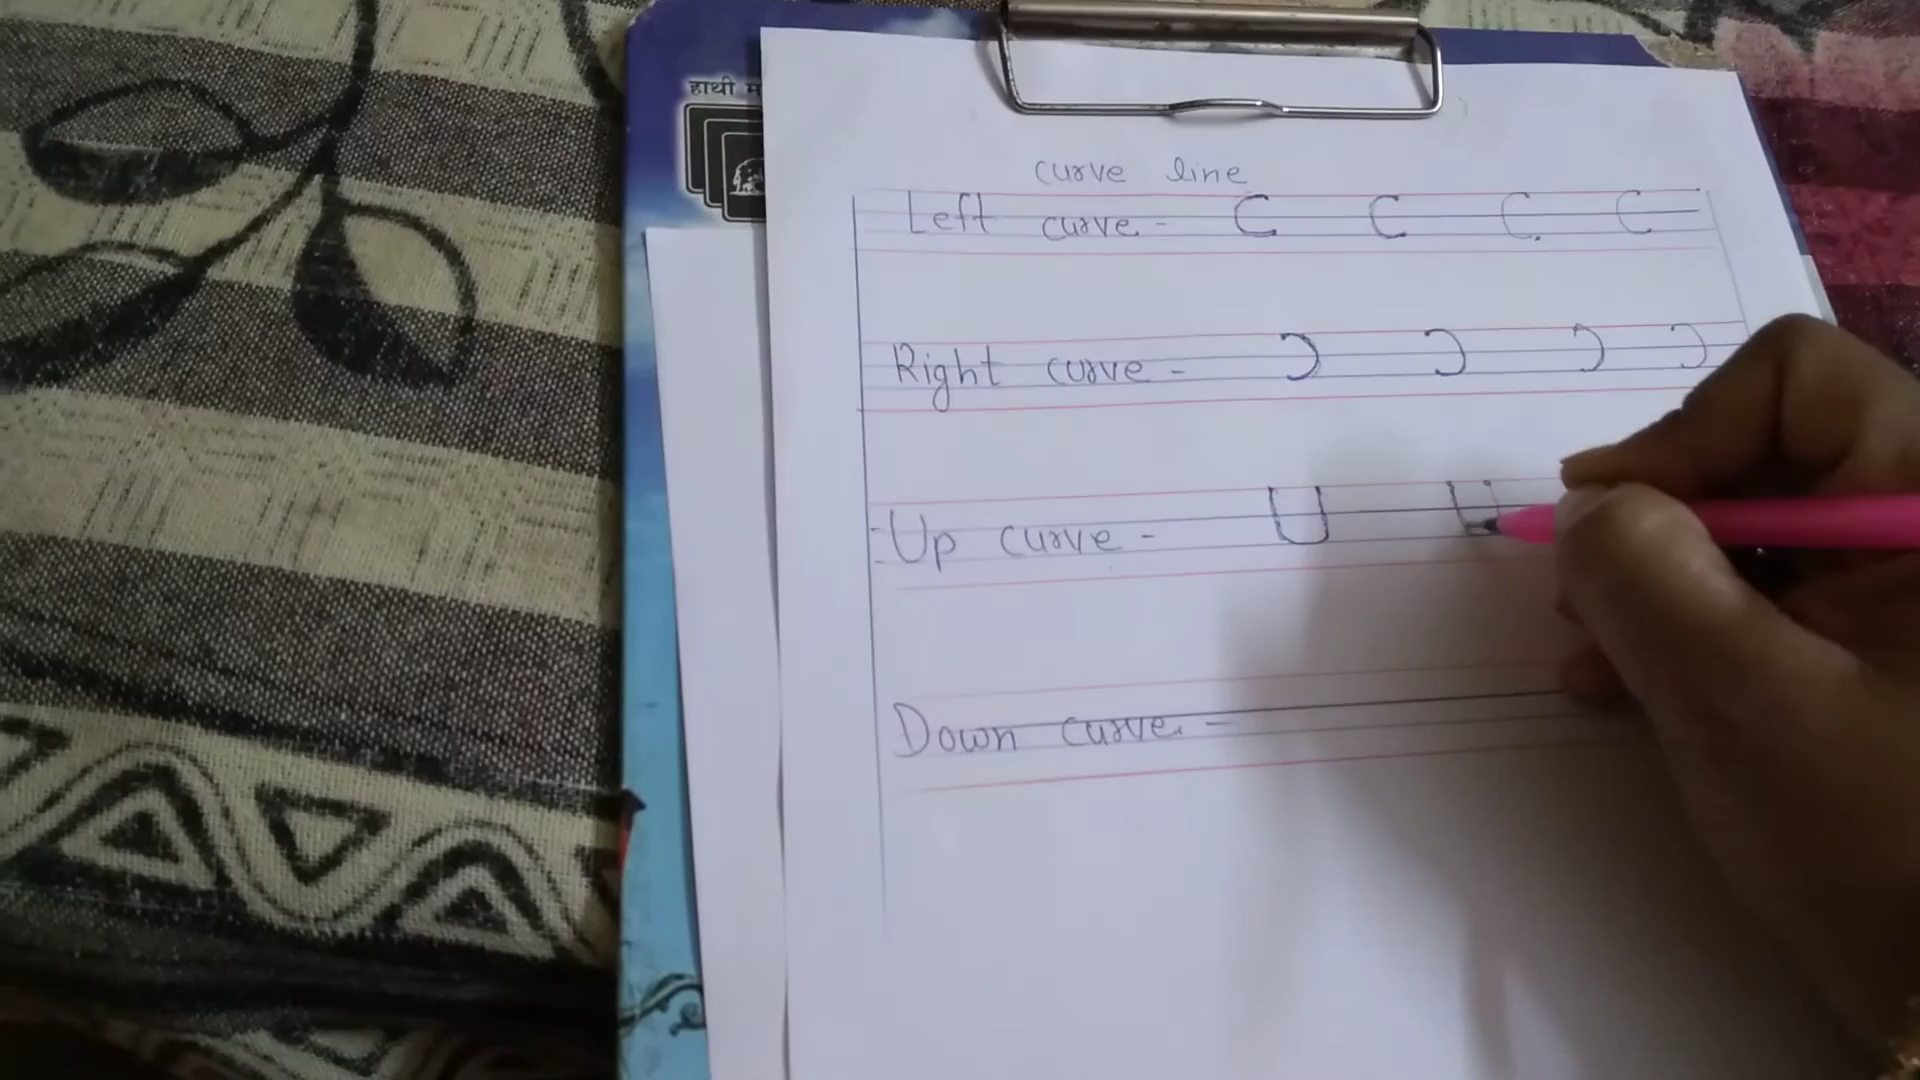 हाथी
curve line
Left curve - C C C C
Right curve -
Up curve - U U
Down curve. -